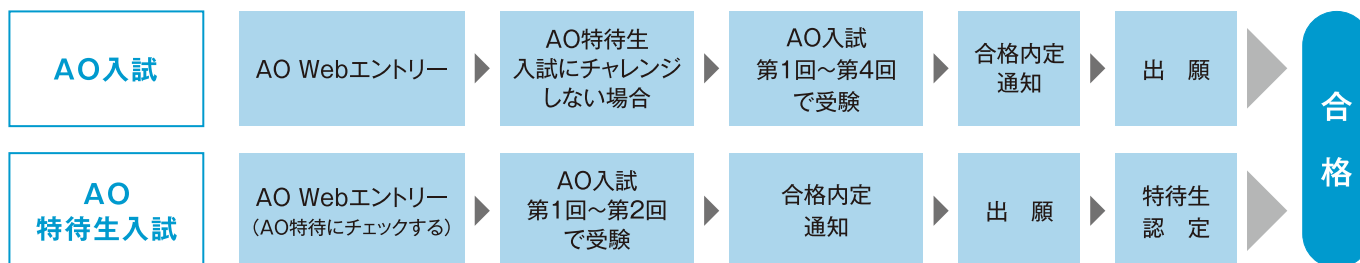 AO入試
AO Webエントリー
AO特待生
入試にチャレンジ
しない場合
AO入試
第1回〜第4回
で受験
合格内定
通知
出　願
AO
特待生入試
AO Webエントリー
（AO特待にチェックする）
AO入試
第1回〜第2回
で受験
合格内定
通知
出　願
特待生
認　定
合格